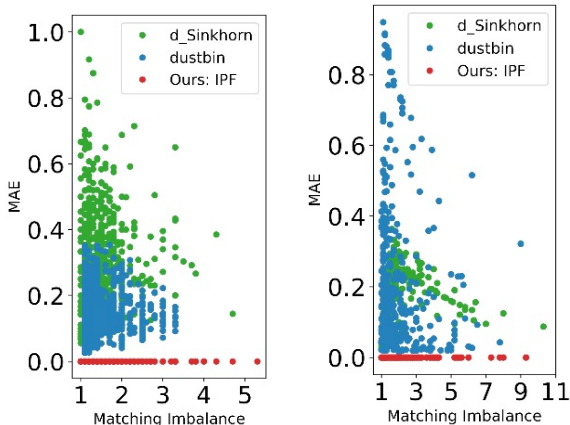 d_Sinkhorn
dustbin
Ours: IPF
1.0
0.8
0.6
0.4
0.2
0.0
MAE
1 2 3 4 5
Matching Imbalance
d_Sinkhorn
dustbin
Ours: IPF
0.8
0.6
0.4
0.2
0.0
MAE
1 3 5 7 9 11
Matching Imbalance